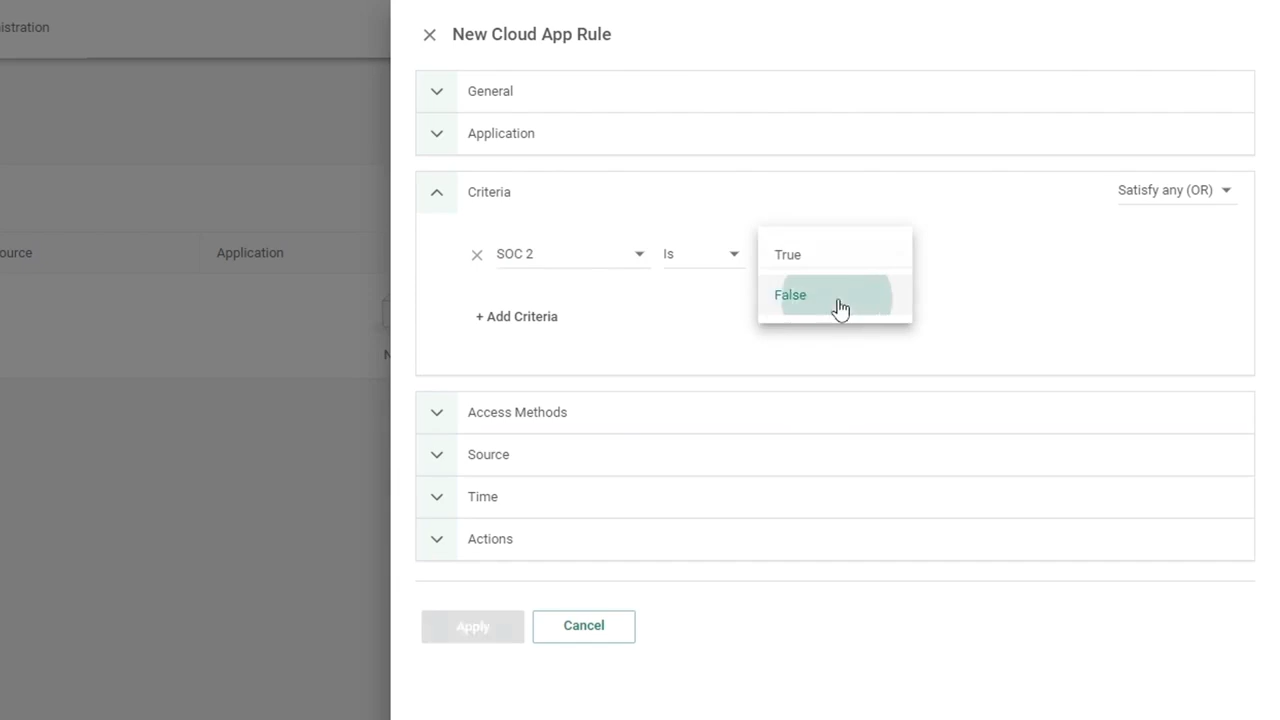 istration
New Cloud App Rule
General
Application
Criteria
Satisfy any (OR)
ource
Application
SOC 2
Is
True
False
+ Add Criteria
N
Access Methods
Source
Time
Actions
Apply
Cancel